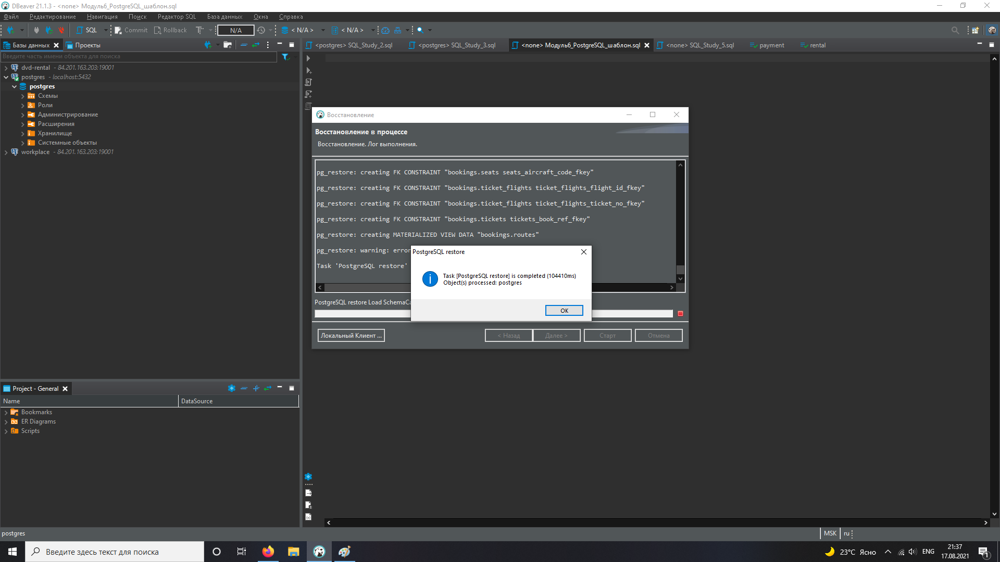 DBeaver 21.1.3 - <none> Модуль6_PostgreSQL_шаблон.sql
Файл Редактирование Навигация Поиск Редактор SQL База данных Окна Справка
SQL Commit Rollback N/A < N/A > < N/A >
Базы данных Проекты
<postgres> SQL_Study_2.sql <postgres> SQL_Study_3.sql <none> Модуль6_PostgreSQL_шаблон.sql <none> SQL_Study_5.sql payment rental
Введите часть имени объекта для поиска
dvd-rental - 84.201.163.203:19001
postgres - localhost:5432
postgres
Схемы
Роли
Администрирование
Расширения
Хранилище
Системные объекты
workplace - 84.201.163.203:19001
Восстановление
Восстановление в процессе
Восстановление. Лог выполнения.
pg_restore: creating FK CONSTRAINT "bookings.seats seats_aircraft_code_fkey"
pg_restore: creating FK CONSTRAINT "bookings.ticket_flights ticket_flights_flight_id_fkey"
pg_restore: creating FK CONSTRAINT "bookings.ticket_flights ticket_flights_ticket_no_fkey"
pg_restore: creating FK CONSTRAINT "bookings.tickets tickets_book_ref_fkey"
pg_restore: creating MATERIALIZED VIEW DATA "bookings.routes"
pg_restore: warning: error
Task 'PostgreSQL restore'
PostgreSQL restore
Task [PostgreSQL restore] is completed (104410ms)
Object(s) processed: postgres
OK
PostgreSQL restore Load SchemaCa
Локальный Клиент ... < Назад Далее > Старт Отмена
Project - General
Name DataSource
Bookmarks
ER Diagrams
Scripts
postgres
MSK ru
Введите здесь текст для поиска
23°C Ясно ENG
21:37
17.08.2021
1